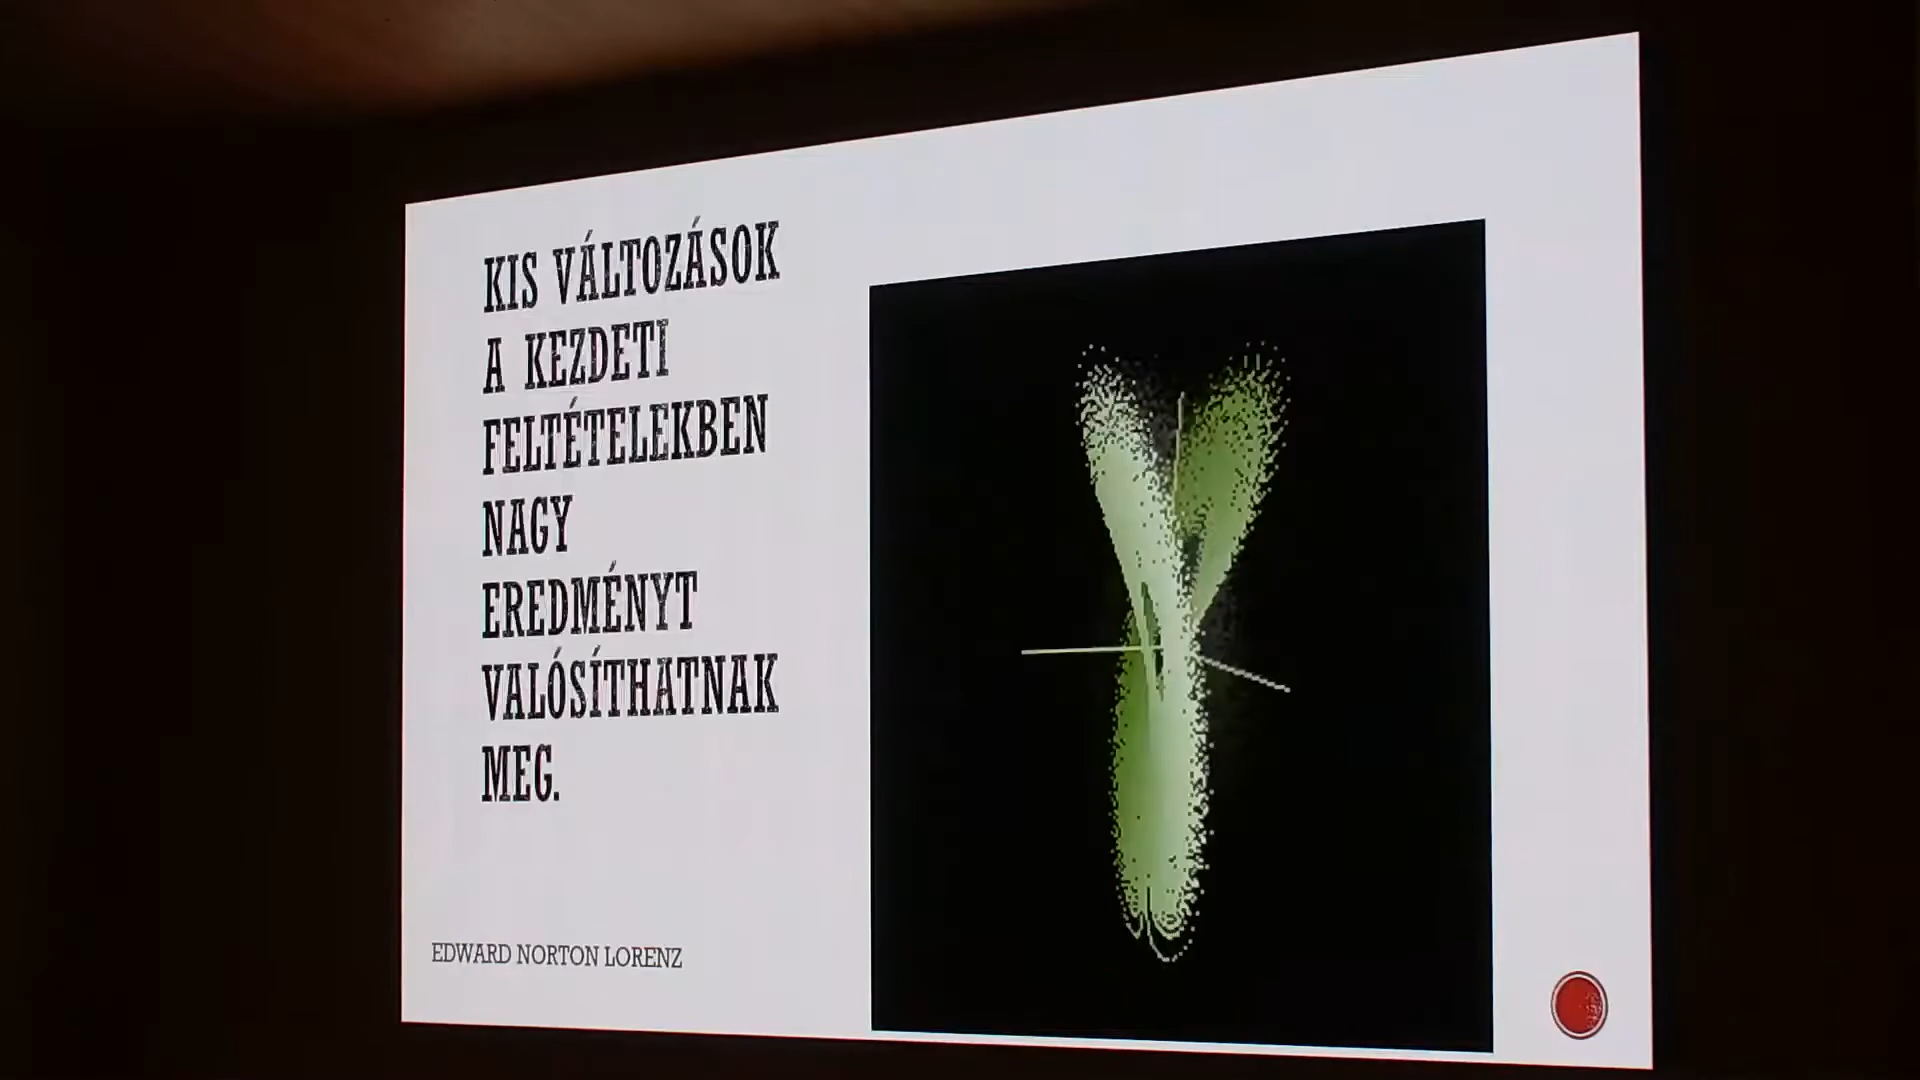 KIS VÁLTOZÁSOK
A KEZDETI
FELTÉTELEKBEN
NAGY
EREDMÉNYT
VALÓSÍTHATNAK
MEG.
EDWARD NORTON LORENZ